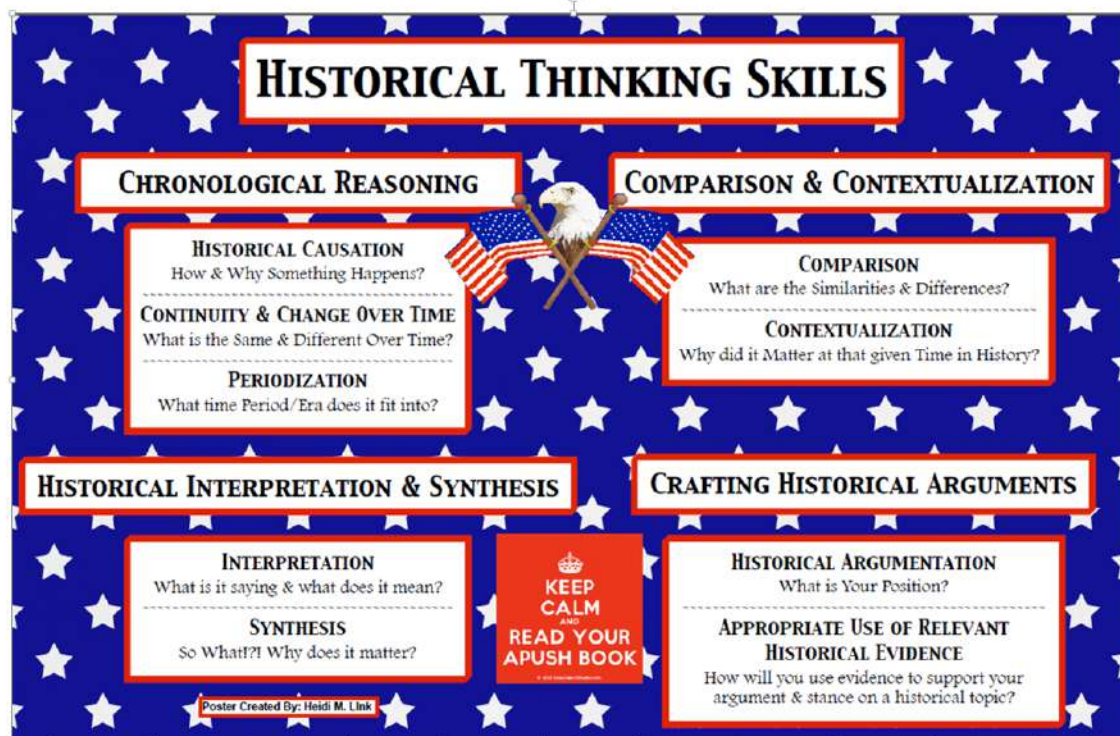 HISTORICAL THINKING SKILLS
CHRONOLOGICAL REASONING
HISTORICAL CAUSATION
How & Why Something Happens?
CONTINUITY & CHANGE OVER TIME
What is the Same & Different Over Time?
PERIODIZATION
What time Period/Era does it fit into?
COMPARISON & CONTEXTUALIZATION
COMPARISON
What are the Similarities & Differences?
CONTEXTUALIZATION
Why did it Matter at that given Time in History?
HISTORICAL INTERPRETATION & SYNTHESIS
INTERPRETATION
What is it saying & what does it mean?
SYNTHESIS
So What!?! Why does it matter?
KEEP
CALM
AND
READ YOUR
APUSH BOOK
CRAFTING HISTORICAL ARGUMENTS
HISTORICAL ARGUMENTATION
What is Your Position?
APPROPRIATE USE OF RELEVANT
HISTORICAL EVIDENCE
How will you use evidence to support your
argument & stance on a historical topic?
Poster Created By: Heidi M. Link